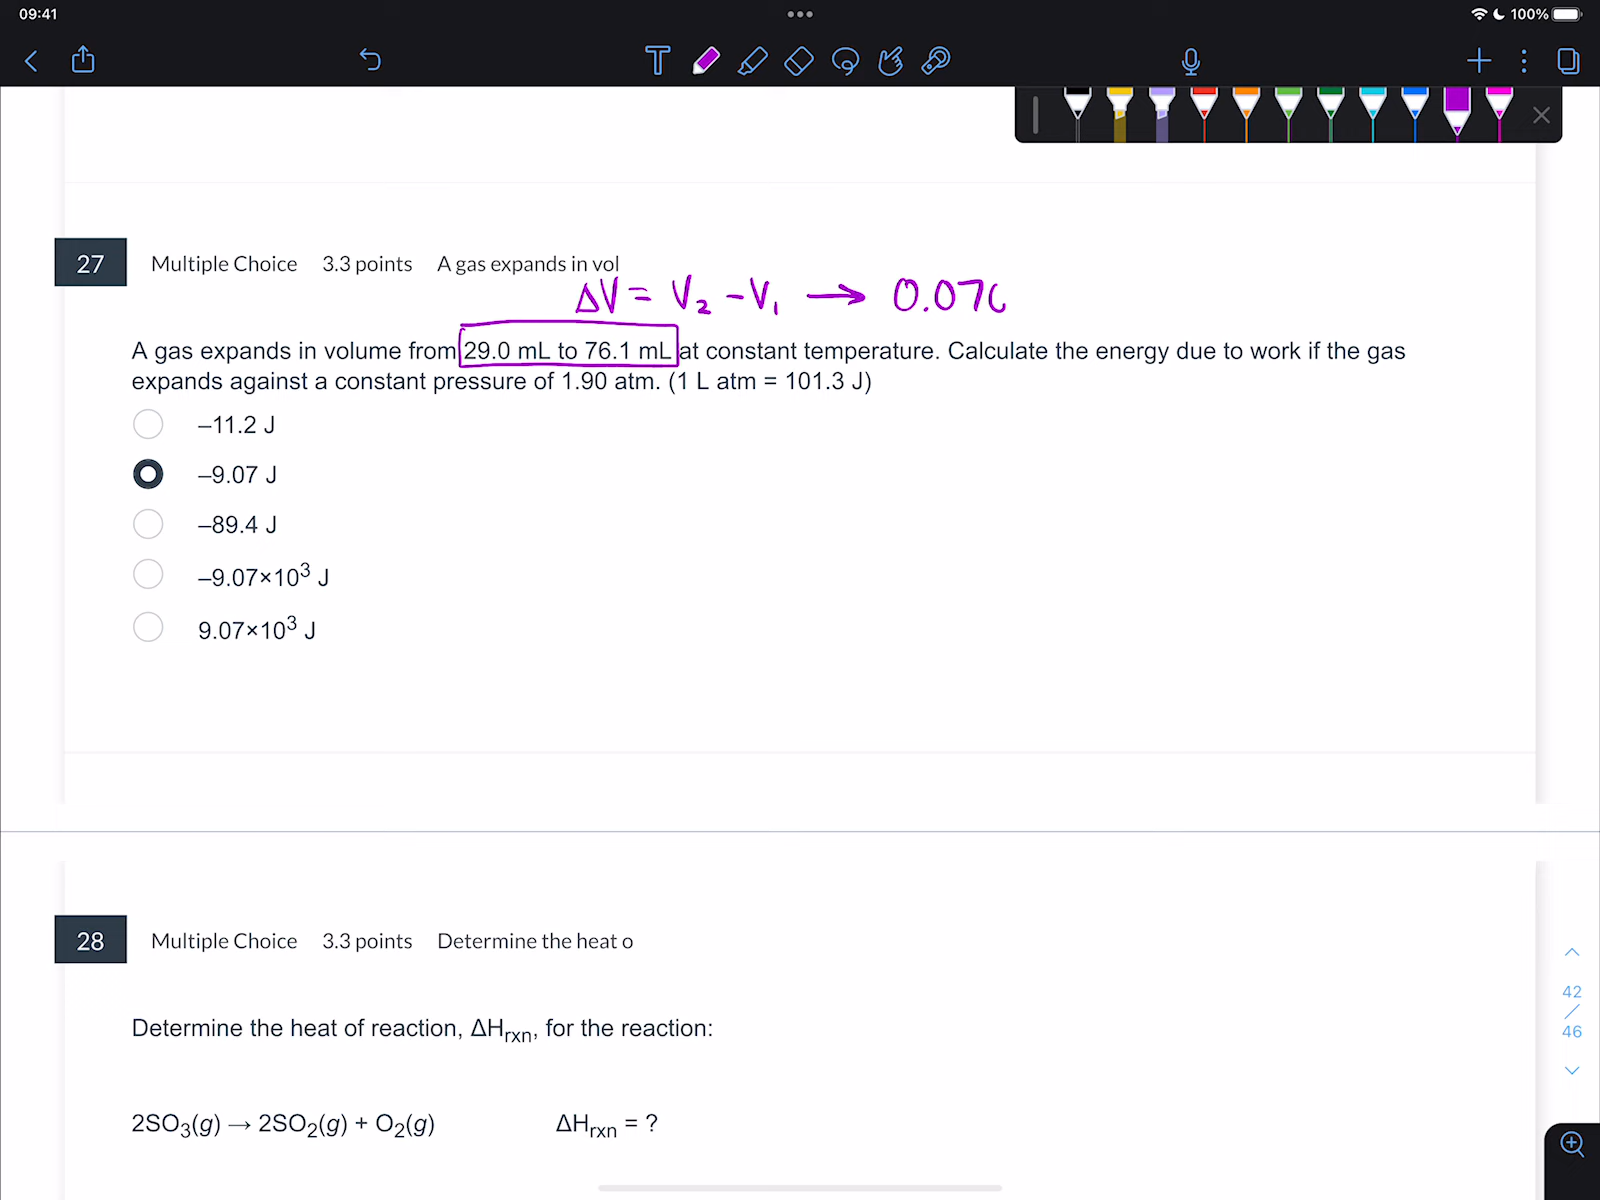 09:41
100%
27 Multiple Choice 3.3 points A gas expands in vol
ΔV = V₂ - V₁ → 0.070
A gas expands in volume from 29.0 mL to 76.1 mL at constant temperature. Calculate the energy due to work if the gas
expands against a constant pressure of 1.90 atm. (1 L atm = 101.3 J)
–11.2 J
–9.07 J
–89.4 J
–9.07×10³ J
9.07×10³ J
28 Multiple Choice 3.3 points Determine the heat o
Determine the heat of reaction, ΔHrxn, for the reaction:
2SO₃(g) → 2SO₂(g) + O₂(g) ΔHrxn = ?
42
/
46